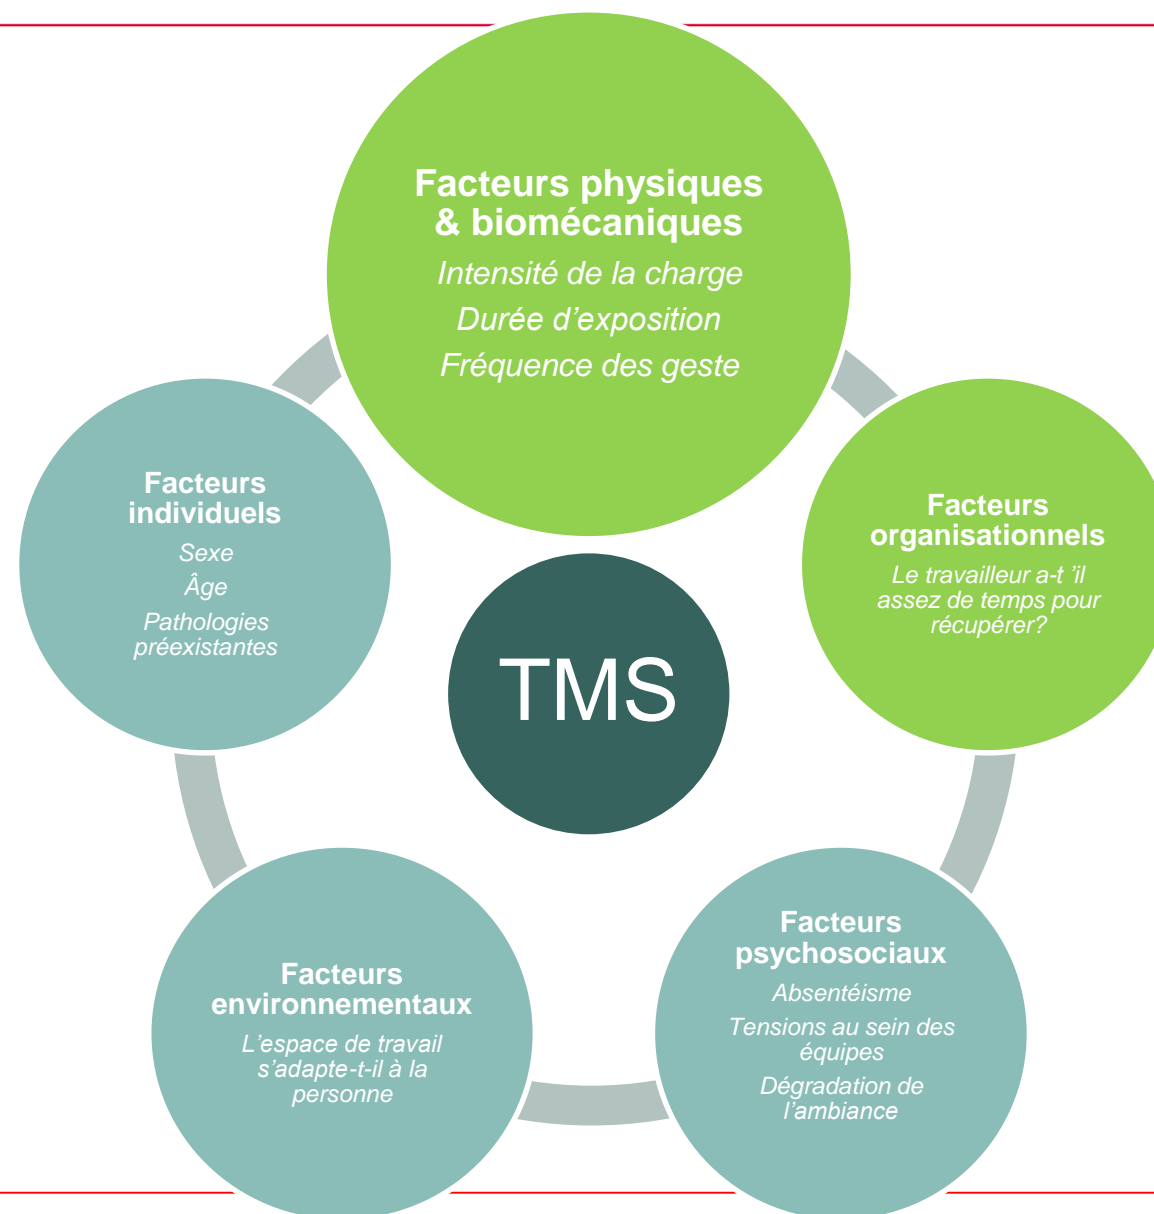 Facteurs physiques
& biomécaniques
Intensité de la charge
Durée d’exposition
Fréquence des geste
Facteurs
individuels
Sexe
Âge
Pathologies
préexistantes
Facteurs
organisationnels
Le travailleur a-t ’il
assez de temps pour
récupérer?
TMS
Facteurs
environnementaux
L’espace de travail
s’adapte-t-il à la
personne
Facteurs
psychosociaux
Absentéisme
Tensions au sein des
équipes
Dégradation de
l’ambiance